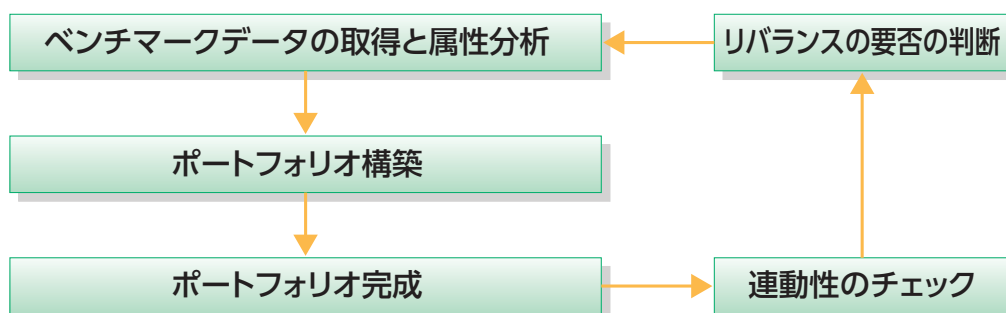 ベンチマークデータの取得と属性分析
リバランスの要否の判断
ポートフォリオ構築
ポートフォリオ完成
連動性のチェック